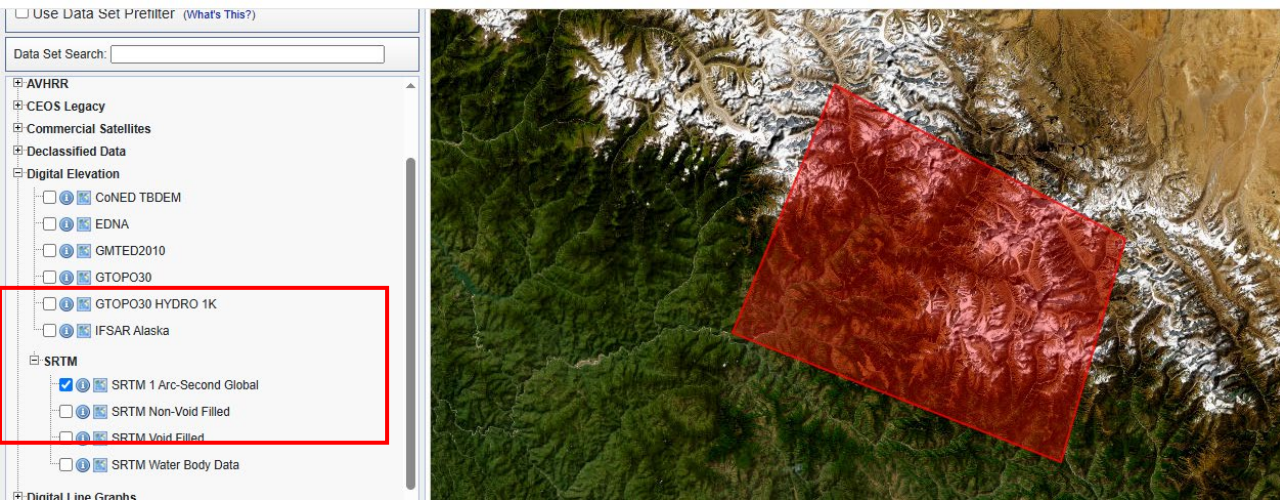 Use Data Set Prefilter (What's This?)
Data Set Search:
AVHRR
CEOS Legacy
Commercial Satellites
Declassified Data
Digital Elevation
CoNED TBDEM
EDNA
GMTED2010
GTOPO30
GTOPO30 HYDRO 1K
IFSAR Alaska
SRTM
SRTM 1 Arc-Second Global
SRTM Non-Void Filled
SRTM Void Filled
SRTM Water Body Data
Digital Line Graphs